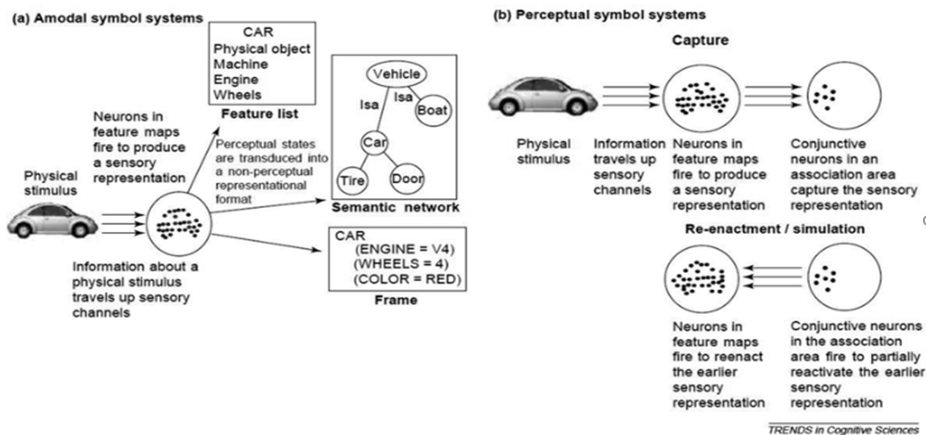 (a) Amodal symbol systems
CAR
Physical object
Machine
Engine
Wheels
Feature list
Vehicle
Isa
Isa
Boat
Car
Tire
Door
Semantic network
Neurons in
feature maps
fire to produce
a sensory
representation
Perceptual states
are transduced into
a non-perceptual
representational
format
Physical
stimulus
Information about a
physical stimulus
travels up sensory
channels
CAR
(ENGINE = V4)
(WHEELS = 4)
(COLOR = RED)
Frame
(b) Perceptual symbol systems
Capture
Physical
stimulus
Information
travels up
sensory
channels
Neurons in
feature maps
fire to produce
a sensory
representation
Conjunctive
neurons in an
association area
capture the sensory
representation
Re-enactment / simulation
Neurons in
feature maps
fire to reenact
the earlier
sensory
representation
Conjunctive neurons
in the association
area fire to partially
reactivate the earlier
sensory
representation
TRENDS in Cognitive Sciences